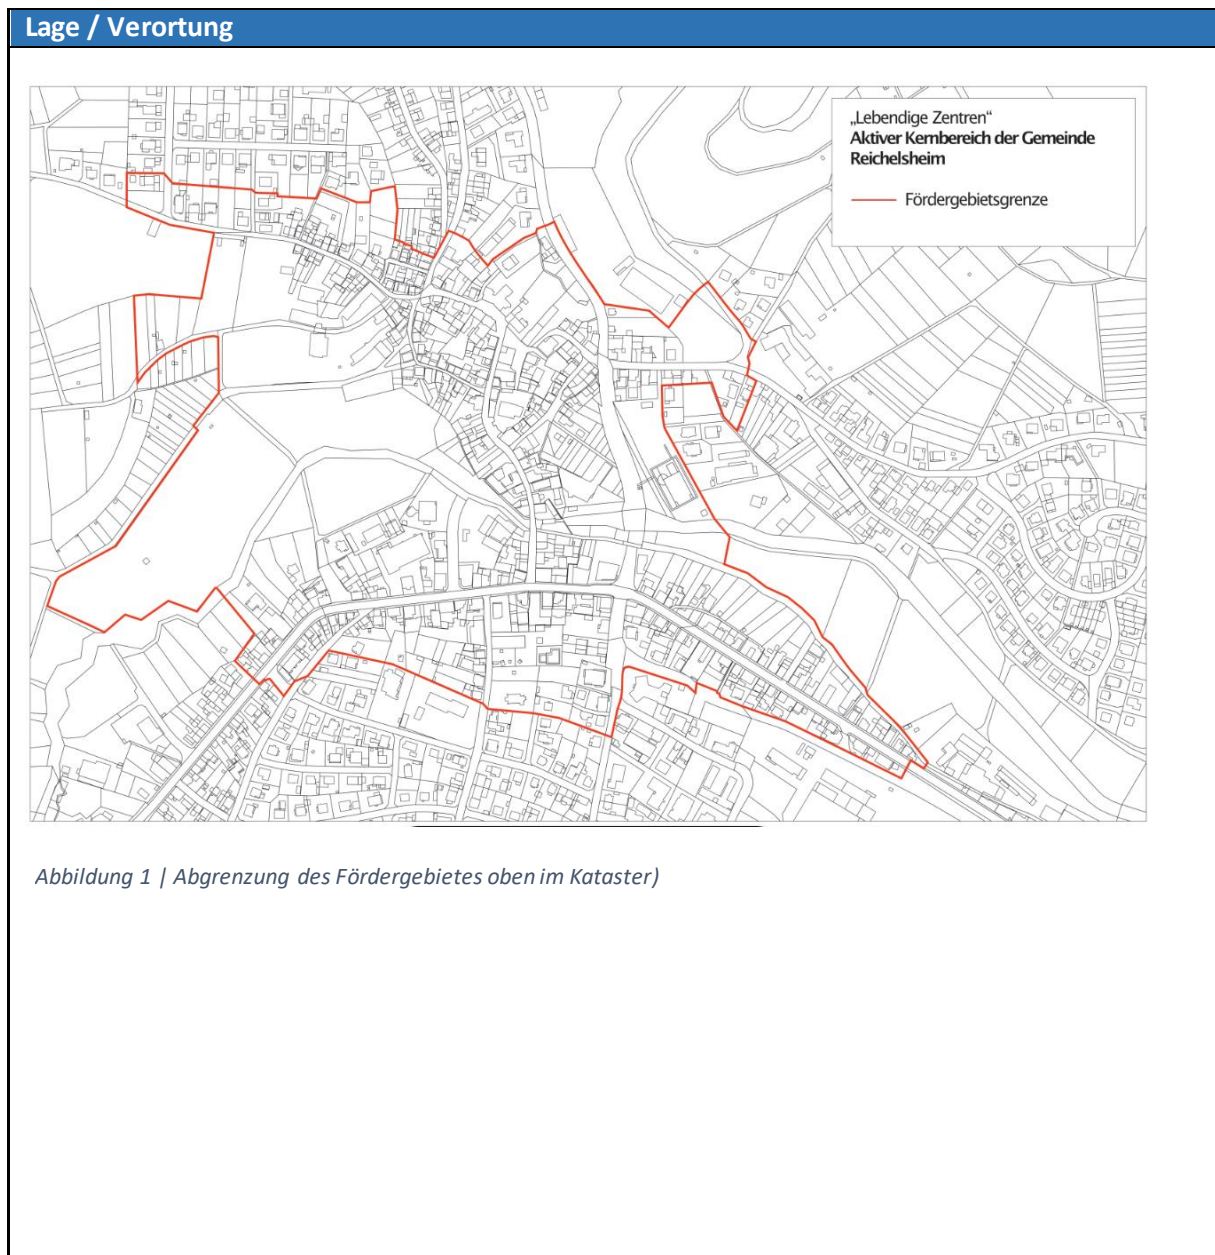 Lage / Verortung
„Lebendige Zentren“
Aktiver Kernbereich der Gemeinde
Reichelsheim
Fördergebietsgrenze
Abbildung 1 | Abgrenzung des Fördergebietes oben im Kataster)